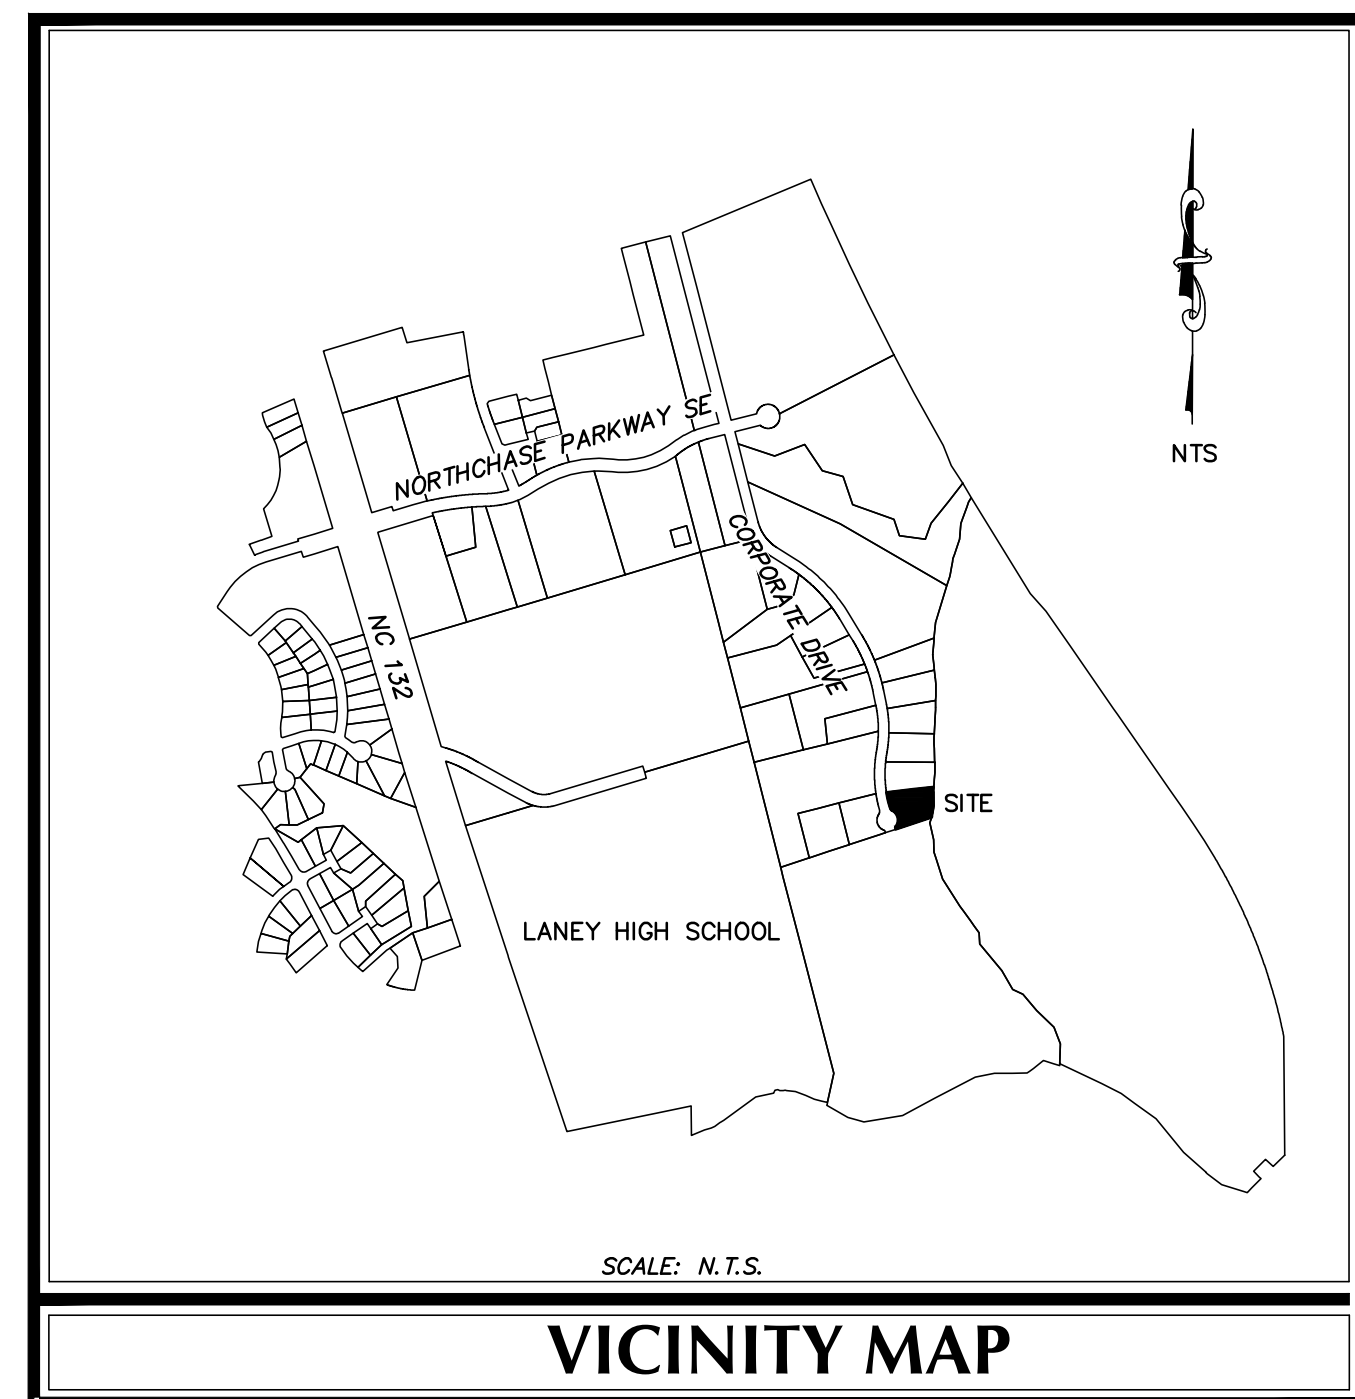 NTS
NORTHCHASE PARKWAY SE
CORPORATE DRIVE
NC 132
SITE
LANEY HIGH SCHOOL
SCALE: N.T.S.
VICINITY MAP